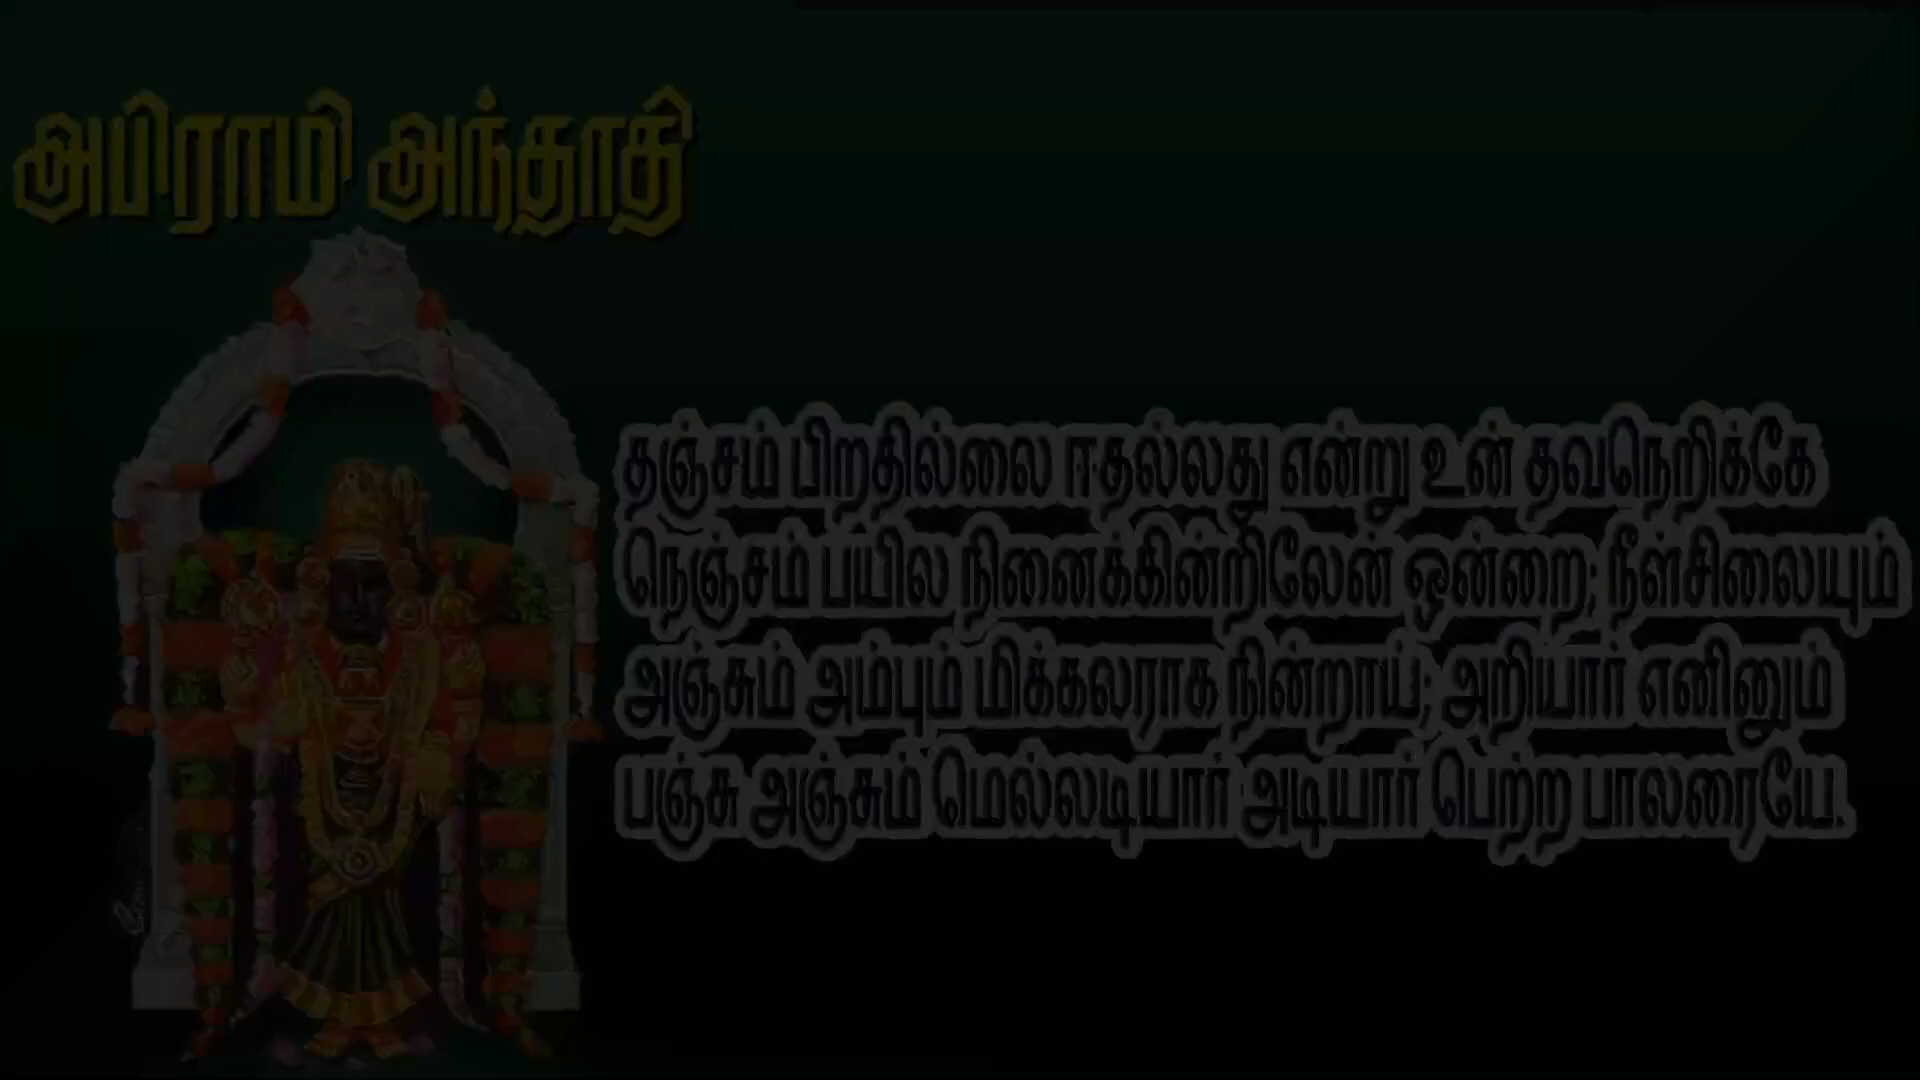 அபிராமி அந்தாதி
தஞ்சம் பிறதில்லை ஈதல்லது என்று உன் தவநெறிக்கே
நெஞ்சம் பயில நினைக்கின்றிலேன் ஒன்றை; நீள்சிலையும்
அஞ்சும் அம்பும் மிக்கலராக நின்றாய்; அறியார் எனினும்
பஞ்சு அஞ்சும் மெல்லடியார் அடியார் பெற்ற பாலரையே.